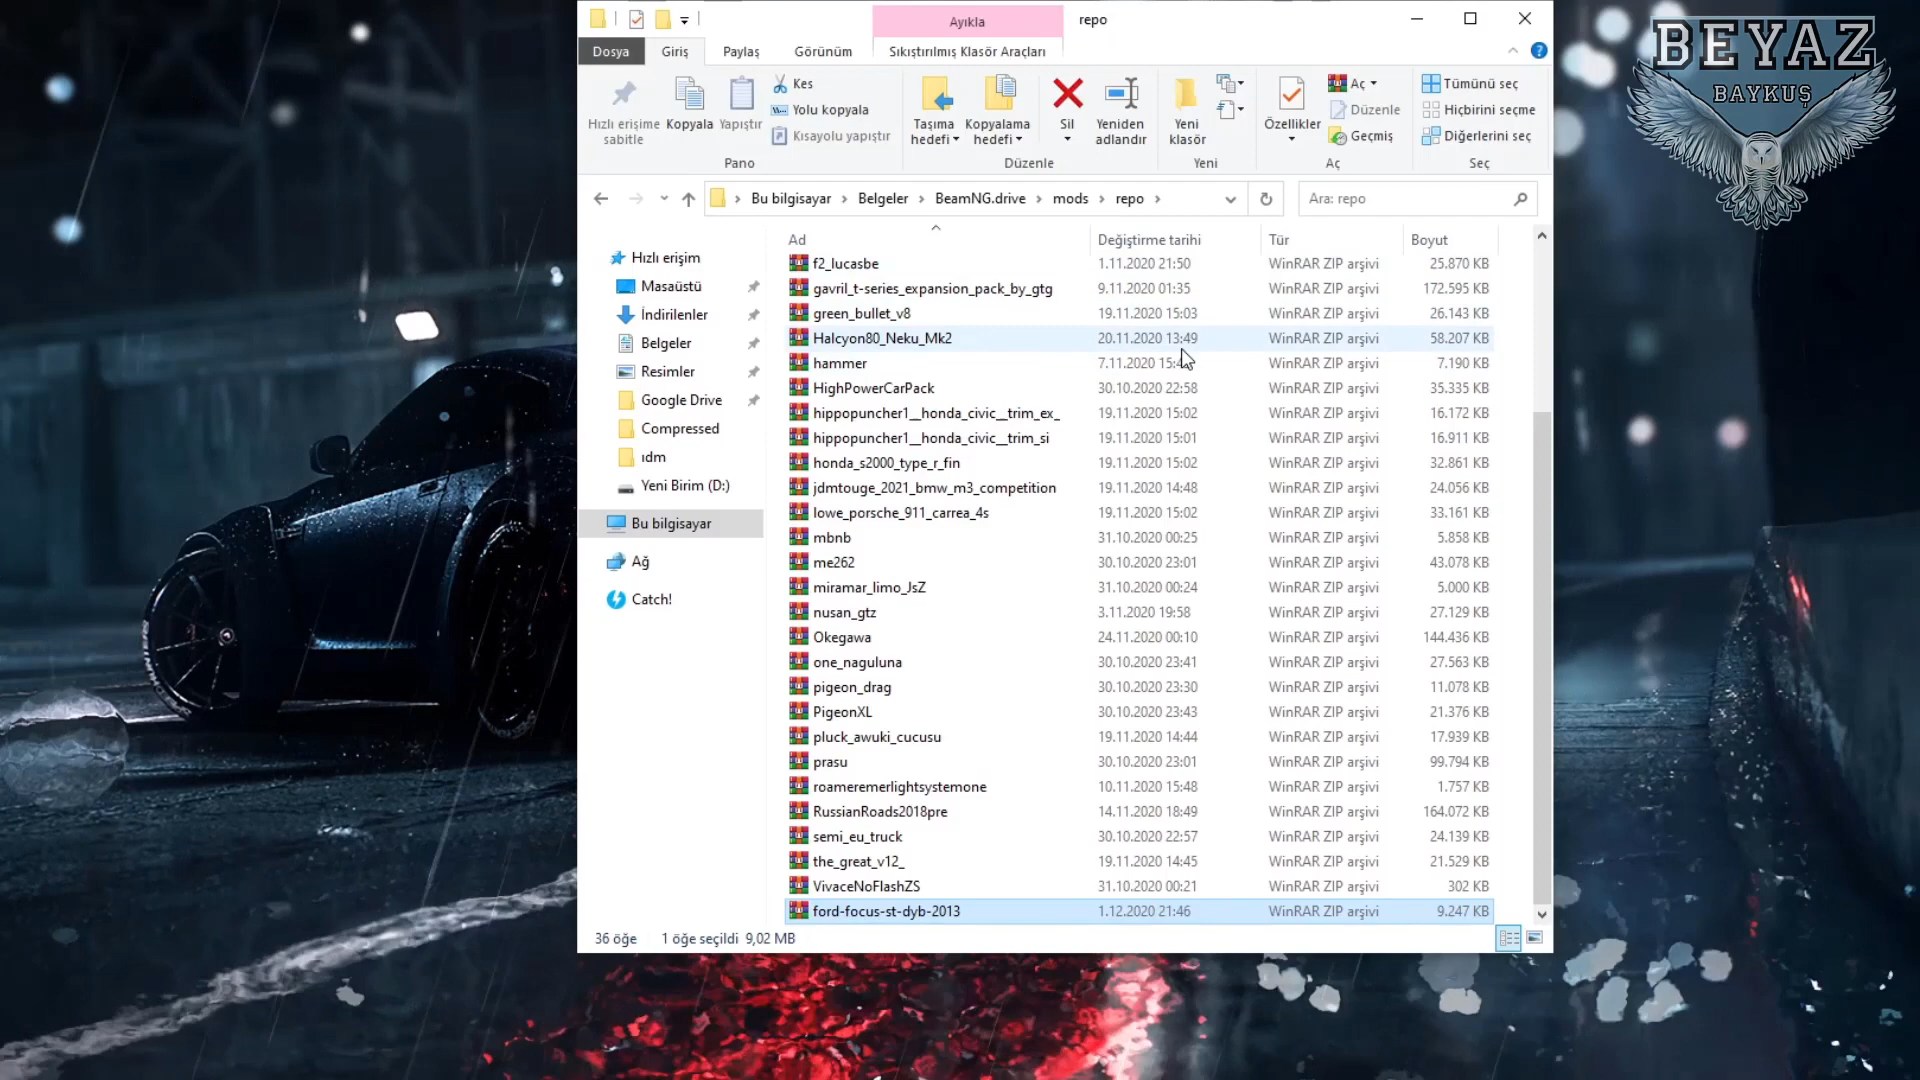 Ayıkla
repo
Dosya
Giriş
Paylaş
Görünüm
Sıkıştırılmış Klasör Araçları
Hızlı erişime
sabitle
Kopyala
Yapıştır
Kes
Yolu kopyala
Kısayolu yapıştır
Pano
Taşıma
hedefi
Kopyalama
hedefi
Sil
Yeniden
adlandır
Düzenle
Yeni
klasör
Yeni
Özellikler
Aç
Düzenle
Geçmiş
Aç
Tümünü seç
Hiçbirini seçme
Diğerlerini seç
Seç
BEYAZ
BAYKUŞ
Bu bilgisayar > Belgeler > BeamNG.drive > mods > repo >
Ara: repo
Hızlı erişim
Masaüstü
İndirilenler
Belgeler
Resimler
Google Drive
Compressed
ıdm
Yeni Birim (D:)
Bu bilgisayar
Ağ
Catch!
Ad Değiştirme tarihi Tür Boyut
f2_lucasbe 1.11.2020 21:50 WinRAR ZIP arşivi 25.870 KB
gavril_t-series_expansion_pack_by_gtg 9.11.2020 01:35 WinRAR ZIP arşivi 172.595 KB
green_bullet_v8 19.11.2020 15:03 WinRAR ZIP arşivi 26.143 KB
Halcyon80_Neku_Mk2 20.11.2020 13:49 WinRAR ZIP arşivi 58.207 KB
hammer 7.11.2020 WinRAR ZIP arşivi 7.190 KB
HighPowerCarPack 30.10.2020 22:58 WinRAR ZIP arşivi 35.335 KB
hippopuncher1__honda_civic__trim_ex_ 19.11.2020 15:02 WinRAR ZIP arşivi 16.172 KB
hippopuncher1__honda_civic__trim_si 19.11.2020 15:01 WinRAR ZIP arşivi 16.911 KB
honda_s2000_type_r_fin 19.11.2020 15:02 WinRAR ZIP arşivi 32.861 KB
jdmtouge_2021_bmw_m3_competition 19.11.2020 14:48 WinRAR ZIP arşivi 24.056 KB
lowe_porsche_911_carrea_4s 19.11.2020 15:02 WinRAR ZIP arşivi 33.161 KB
mbnb 31.10.2020 00:25 WinRAR ZIP arşivi 5.858 KB
me262 30.10.2020 23:01 WinRAR ZIP arşivi 43.078 KB
miramar_limo_JsZ 31.10.2020 00:24 WinRAR ZIP arşivi 5.000 KB
nusan_gtz 3.11.2020 19:58 WinRAR ZIP arşivi 27.129 KB
Okegawa 24.11.2020 00:10 WinRAR ZIP arşivi 144.436 KB
one_naguluna 30.10.2020 23:41 WinRAR ZIP arşivi 27.563 KB
pigeon_drag 30.10.2020 23:30 WinRAR ZIP arşivi 11.078 KB
PigeonXL 30.10.2020 23:43 WinRAR ZIP arşivi 21.376 KB
pluck_awuki_cucusu 19.11.2020 14:44 WinRAR ZIP arşivi 17.939 KB
prasu 30.10.2020 23:01 WinRAR ZIP arşivi 99.794 KB
roameremerlightsystemone 10.11.2020 15:48 WinRAR ZIP arşivi 1.757 KB
RussianRoads2018pre 14.11.2020 18:49 WinRAR ZIP arşivi 164.072 KB
semi_eu_truck 30.10.2020 22:57 WinRAR ZIP arşivi 24.139 KB
the_great_v12_ 19.11.2020 14:45 WinRAR ZIP arşivi 21.529 KB
VivaceNoFlashZS 31.10.2020 00:21 WinRAR ZIP arşivi 302 KB
ford-focus-st-dyb-2013 1.12.2020 21:46 WinRAR ZIP arşivi 9.247 KB
36 öğe 1 öğe seçildi 9,02 MB